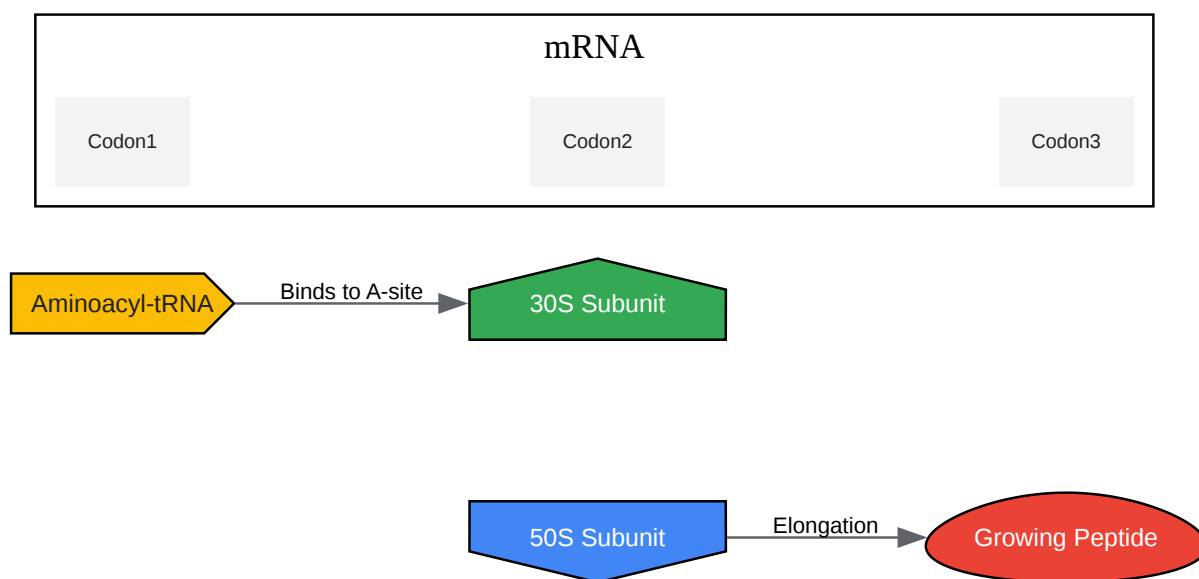 mRNA
Codon1
Codon2
Codon3
Aminoacyl-tRNA
Binds to A-site
30S Subunit
50S Subunit
Elongation
Growing Peptide